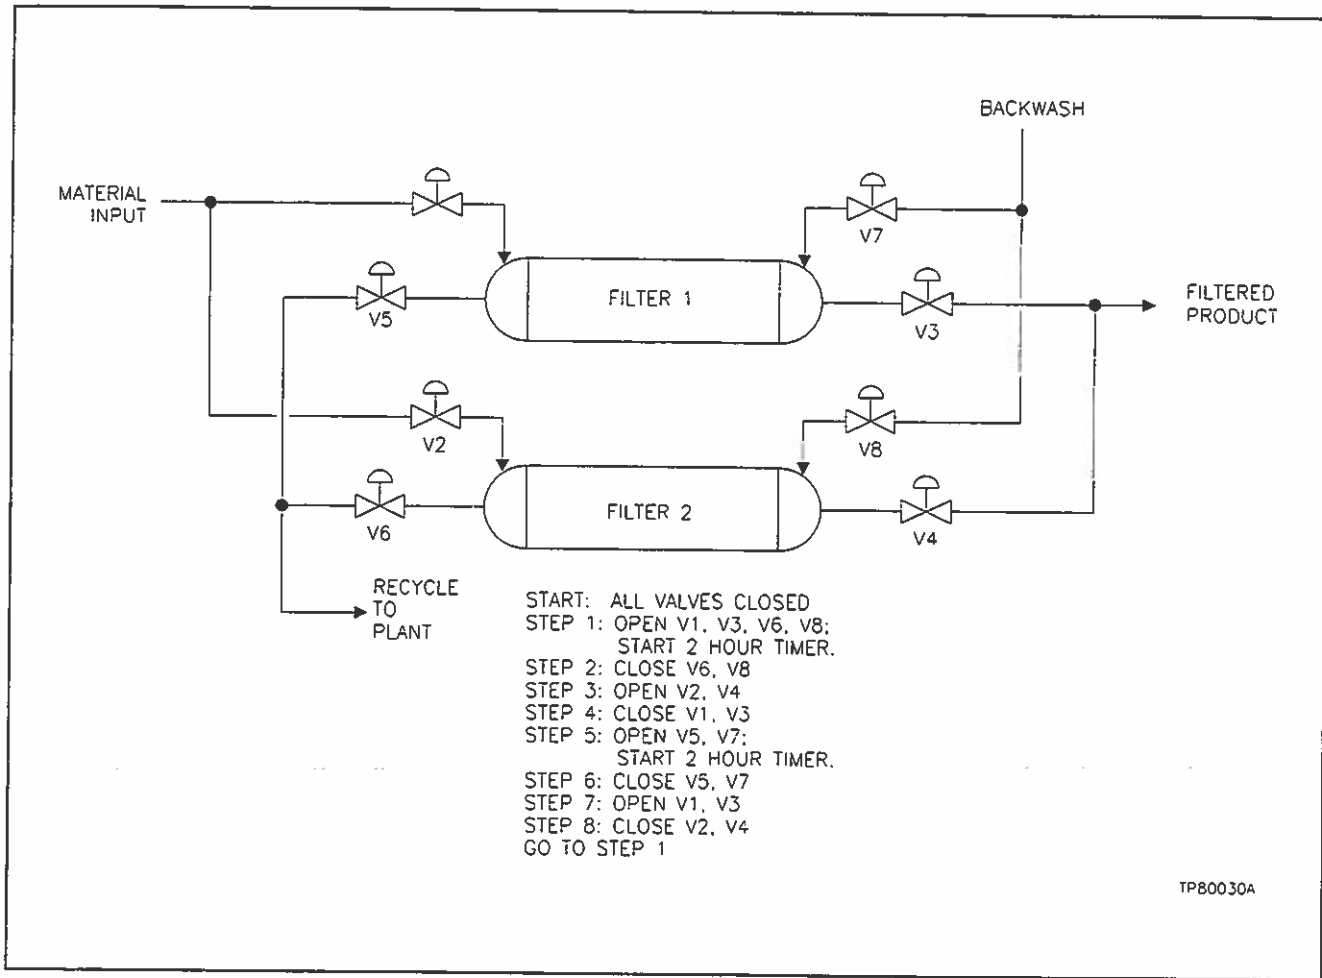 BACKWASH
MATERIAL
INPUT
V7
FILTER 1
V5
V3
FILTERED
PRODUCT
V2
V8
FILTER 2
V6
V4
RECYCLE
TO
PLANT
START: ALL VALVES CLOSED
STEP 1: OPEN V1, V3, V6, V8;
START 2 HOUR TIMER.
STEP 2: CLOSE V6, V8
STEP 3: OPEN V2, V4
STEP 4: CLOSE V1, V3
STEP 5: OPEN V5, V7;
START 2 HOUR TIMER.
STEP 6: CLOSE V5, V7
STEP 7: OPEN V1, V3
STEP 8: CLOSE V2, V4
GO TO STEP 1
TP80030A